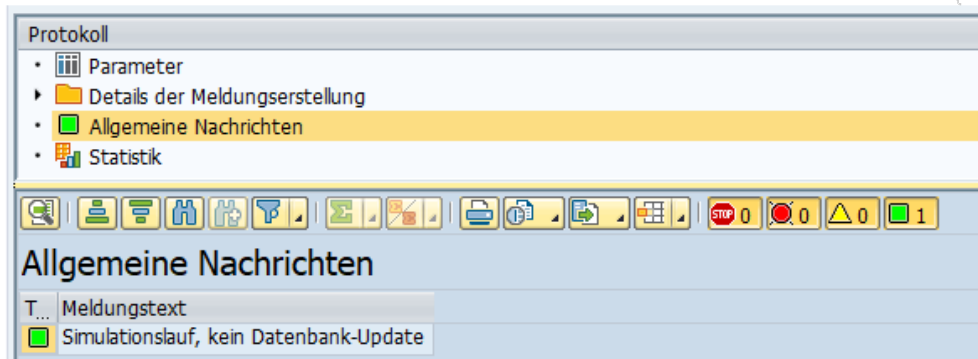 Protokoll
Parameter
Details der Meldungserstellung
Allgemeine Nachrichten
Statistik
STOP 0 0 0 1
Allgemeine Nachrichten
T... Meldungstext
Simulationslauf, kein Datenbank-Update